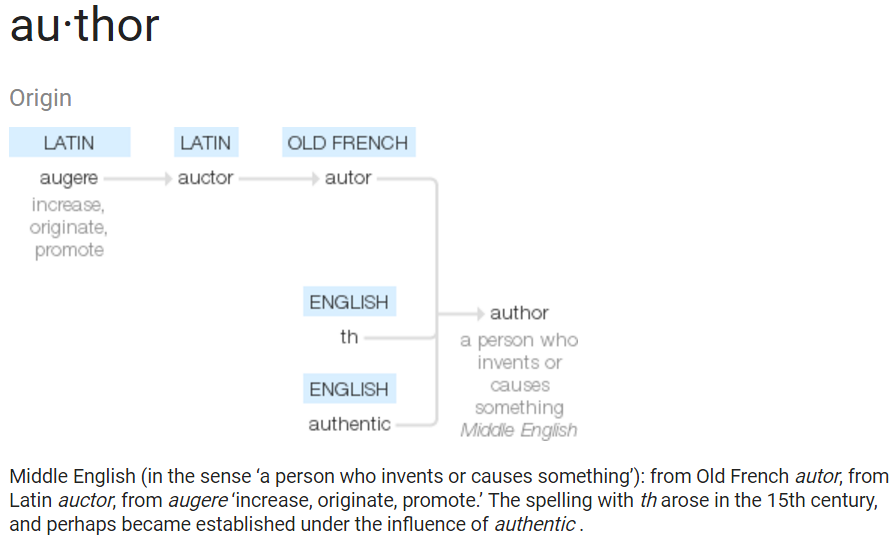 au·thor
Origin
LATIN LATIN OLD FRENCH
augere auctor autor
increase,
originate,
promote
ENGLISH
th
ENGLISH
authentic
author
a person who
invents or
causes
something
Middle English
Middle English (in the sense ‘a person who invents or causes something’): from Old French autor, from
Latin auctor, from augere ‘increase, originate, promote.’ The spelling with th arose in the 15th century,
and perhaps became established under the influence of authentic .